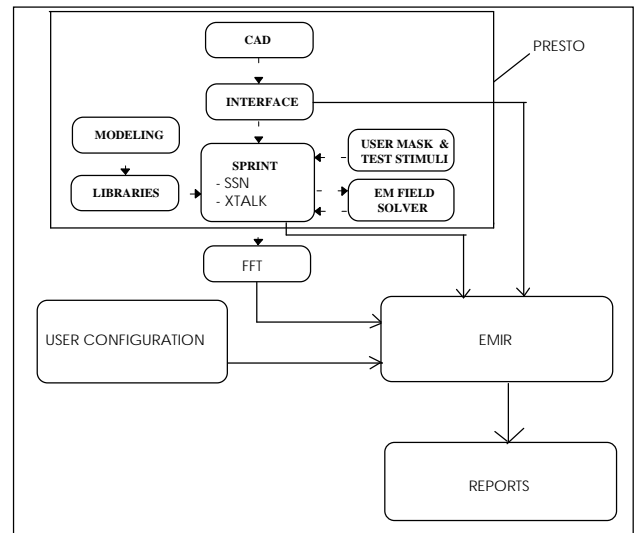 CAD
PRESTO
INTERFACE
MODELING
USER MASK &
TEST STIMULI
SPRINT
- SSN
- XTALK
LIBRARIES
EM FIELD
SOLVER
FFT
USER CONFIGURATION
EMIR
REPORTS